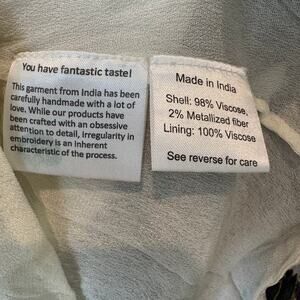 You have fantastic taste!
This garment from India has been
carefully handmade with a lot of
love. While our products have
been crafted with an obsessive
attention to detail, Irregularity in
embroidery is an inherent
characteristic of the process.
Made in India
Shell: 98% Viscose,
2% Metallized fiber
Lining: 100% Viscose
See reverse for care